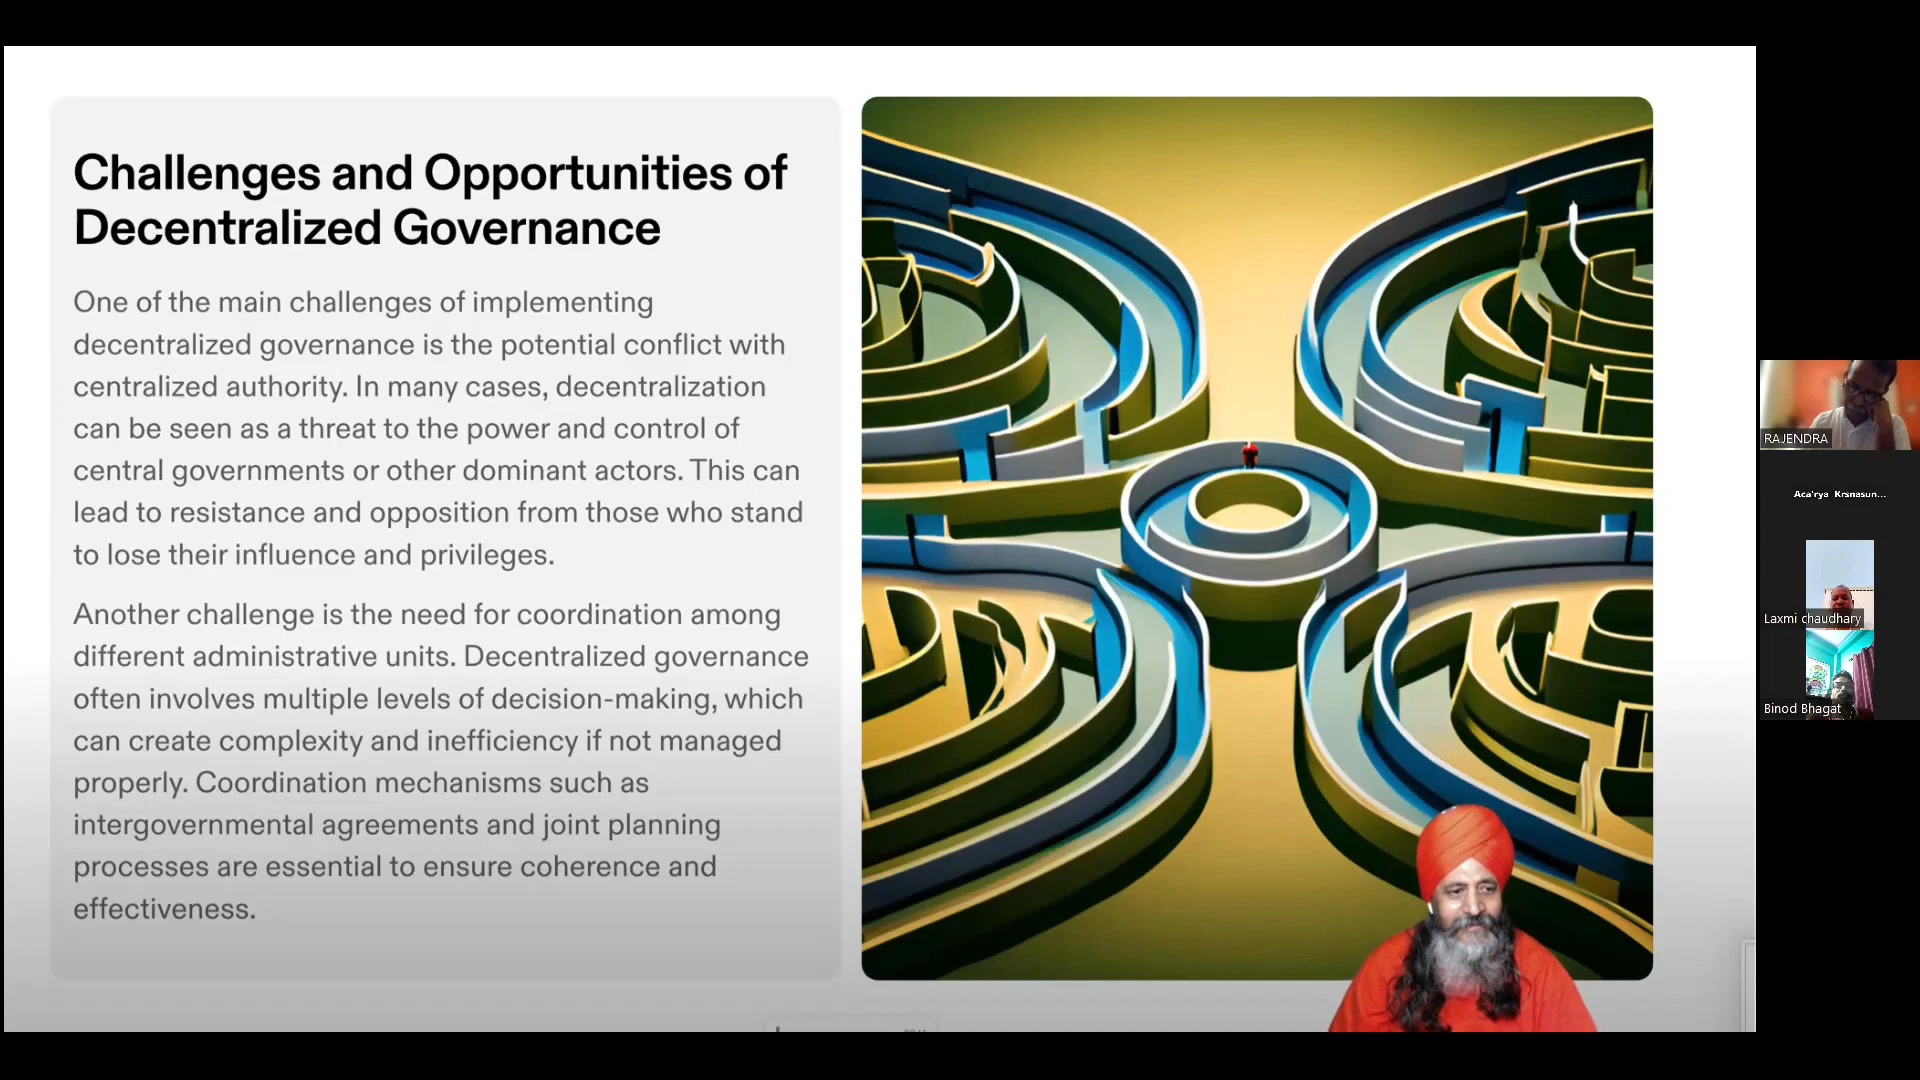 Challenges and Opportunities of
Decentralized Governance
One of the main challenges of implementing
decentralized governance is the potential conflict with
centralized authority. In many cases, decentralization
can be seen as a threat to the power and control of
central governments or other dominant actors. This can
lead to resistance and opposition from those who stand
to lose their influence and privileges.
Another challenge is the need for coordination among
different administrative units. Decentralized governance
often involves multiple levels of decision-making, which
can create complexity and inefficiency if not managed
properly. Coordination mechanisms such as
intergovernmental agreements and joint planning
processes are essential to ensure coherence and
effectiveness.
RAJENDRA
Aca'rya Krsnasun...
Laxmi chaudhary
Binod Bhagat